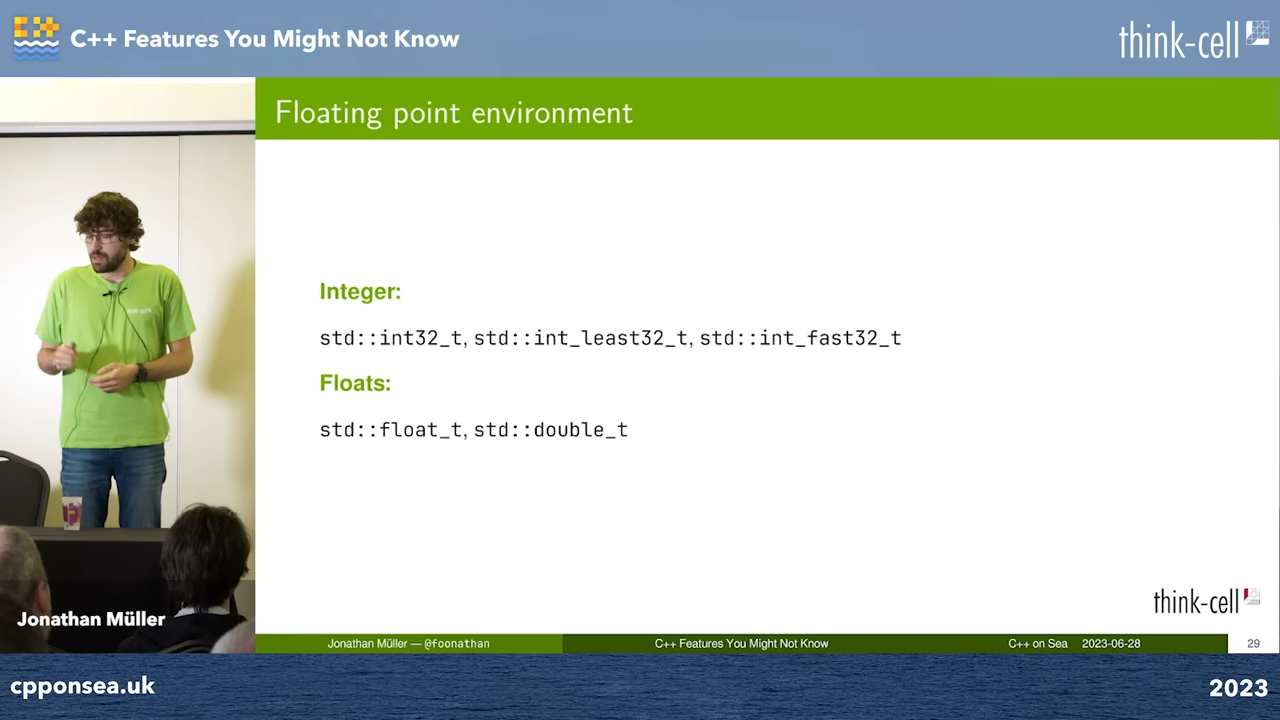 C++
C++ Features You Might Not Know
think-cell
Floating point environment
Integer:
std::int32_t, std::int_least32_t, std::int_fast32_t
Floats:
std::float_t, std::double_t
think-cell
Jonathan Müller
Jonathan Müller — @foonathan C++ Features You Might Not Know C++ on Sea 2023-06-28 29
cpponsea.uk
2023